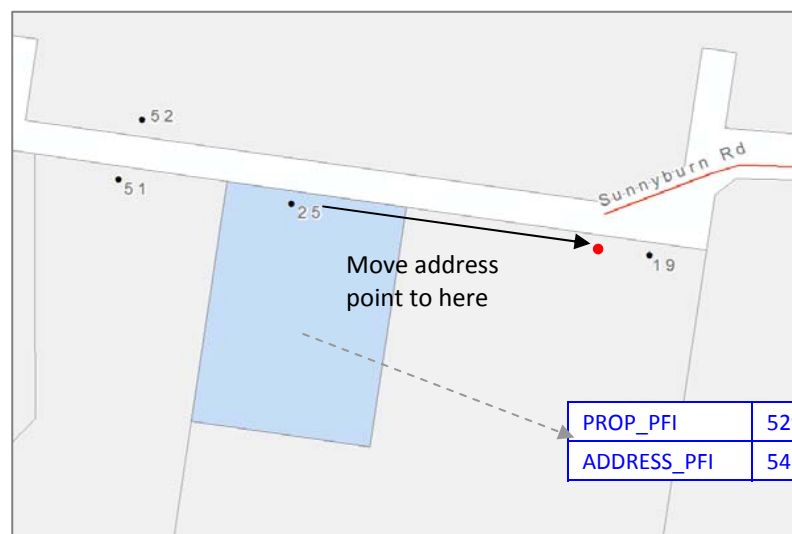 52
51
25
Sunnyburn Rd
19
Move address
point to here
PROP_PFI 52
ADDRESS_PFI 54